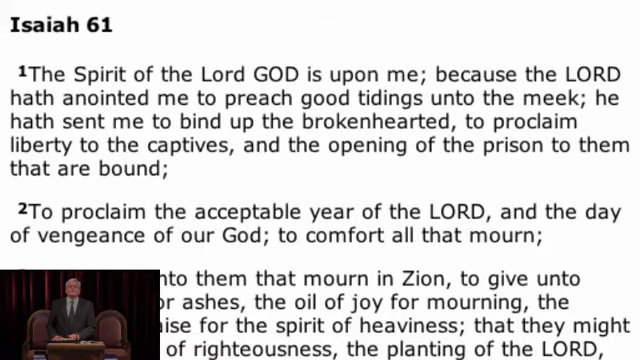 Isaiah 61
1The Spirit of the Lord GOD is upon me; because the LORD
hath anointed me to preach good tidings unto the meek; he
hath sent me to bind up the brokenhearted, to proclaim
liberty to the captives, and the opening of the prison to them
that are bound;
2To proclaim the acceptable year of the LORD, and the day
of vengeance of our God; to comfort all that mourn;
them that mourn in Zion, to give unto
ashes, the oil of joy for mourning, the
for the spirit of heaviness; that they might
of righteousness, the planting of the LORD,